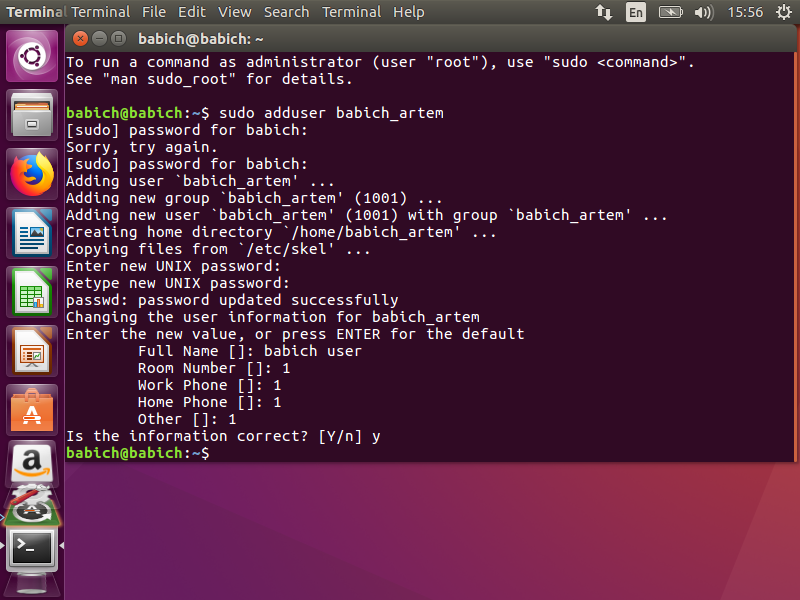 Terminal Terminal File Edit View Search Terminal Help En 15:56
babich@babich: ~
To run a command as administrator (user "root"), use "sudo <command>".
See "man sudo_root" for details.
babich@babich:~$ sudo adduser babich_artem
[sudo] password for babich:
Sorry, try again.
[sudo] password for babich:
Adding user `babich_artem' ...
Adding new group `babich_artem' (1001) ...
Adding new user `babich_artem' (1001) with group `babich_artem' ...
Creating home directory `/home/babich_artem' ...
Copying files from `/etc/skel' ...
Enter new UNIX password:
Retype new UNIX password:
passwd: password updated successfully
Changing the user information for babich_artem
Enter the new value, or press ENTER for the default
Full Name []: babich user
Room Number []: 1
Work Phone []: 1
Home Phone []: 1
Other []: 1
Is the information correct? [Y/n] y
babich@babich:~$